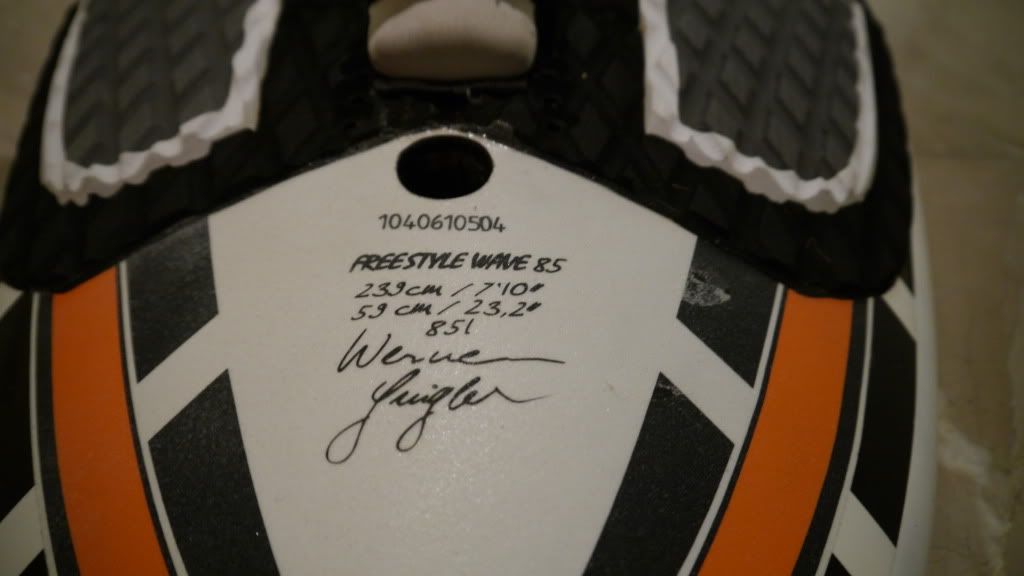 1040610504
FREESTYLE WAVE 85
239cm / 7'10"
59 cm / 23,2"
85l
Werner
Gnigler